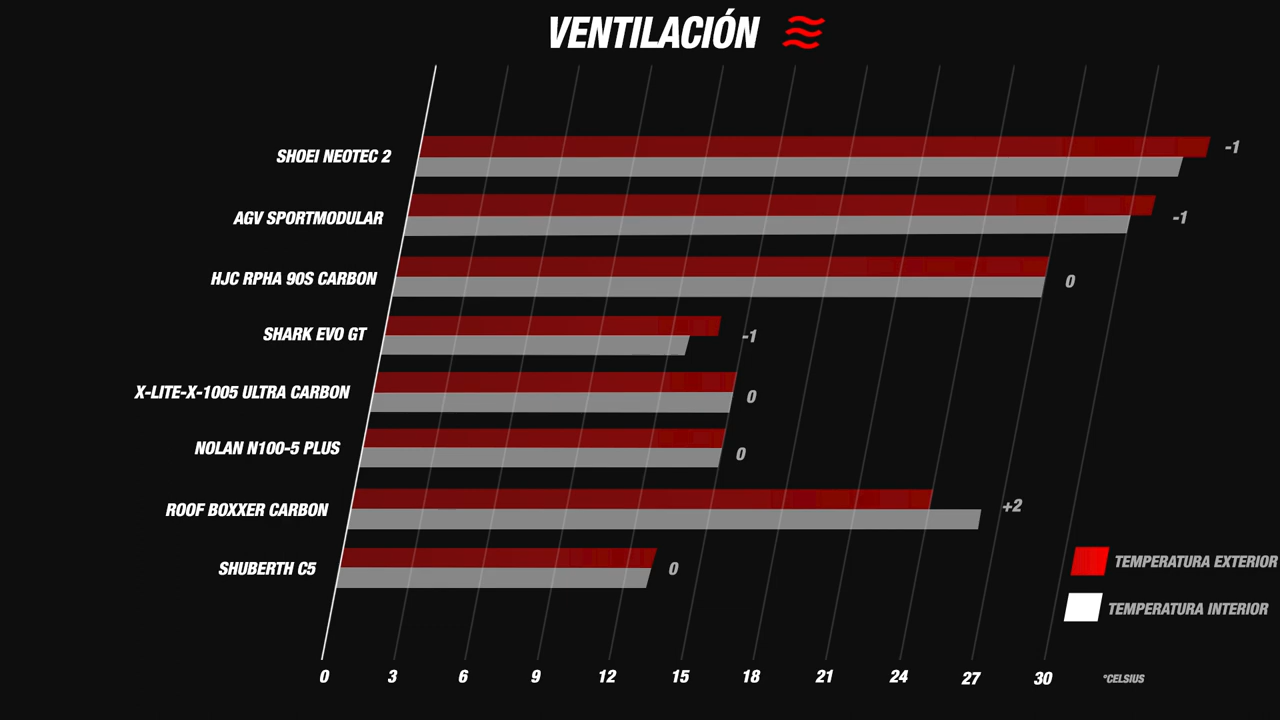 VENTILACIÓN
SHOEI NEOTEC 2
-1
AGV SPORTMODULAR
-1
HJC RPHA 90S CARBON
0
SHARK EVO GT
-1
X-LITE-X-1005 ULTRA CARBON
0
NOLAN N100-5 PLUS
0
ROOF BOXXER CARBON
+2
SHUBERTH C5
0
TEMPERATURA EXTERIOR
TEMPERATURA INTERIOR
0 3 6 9 12 15 18 21 24 27 30 °CELSIUS